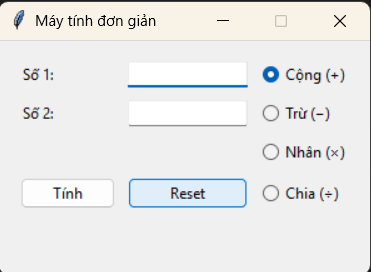 Máy tính đơn giản
Số 1:
Cộng (+)
Số 2:
Trừ (−)
Nhân (×)
Tính
Reset
Chia (÷)